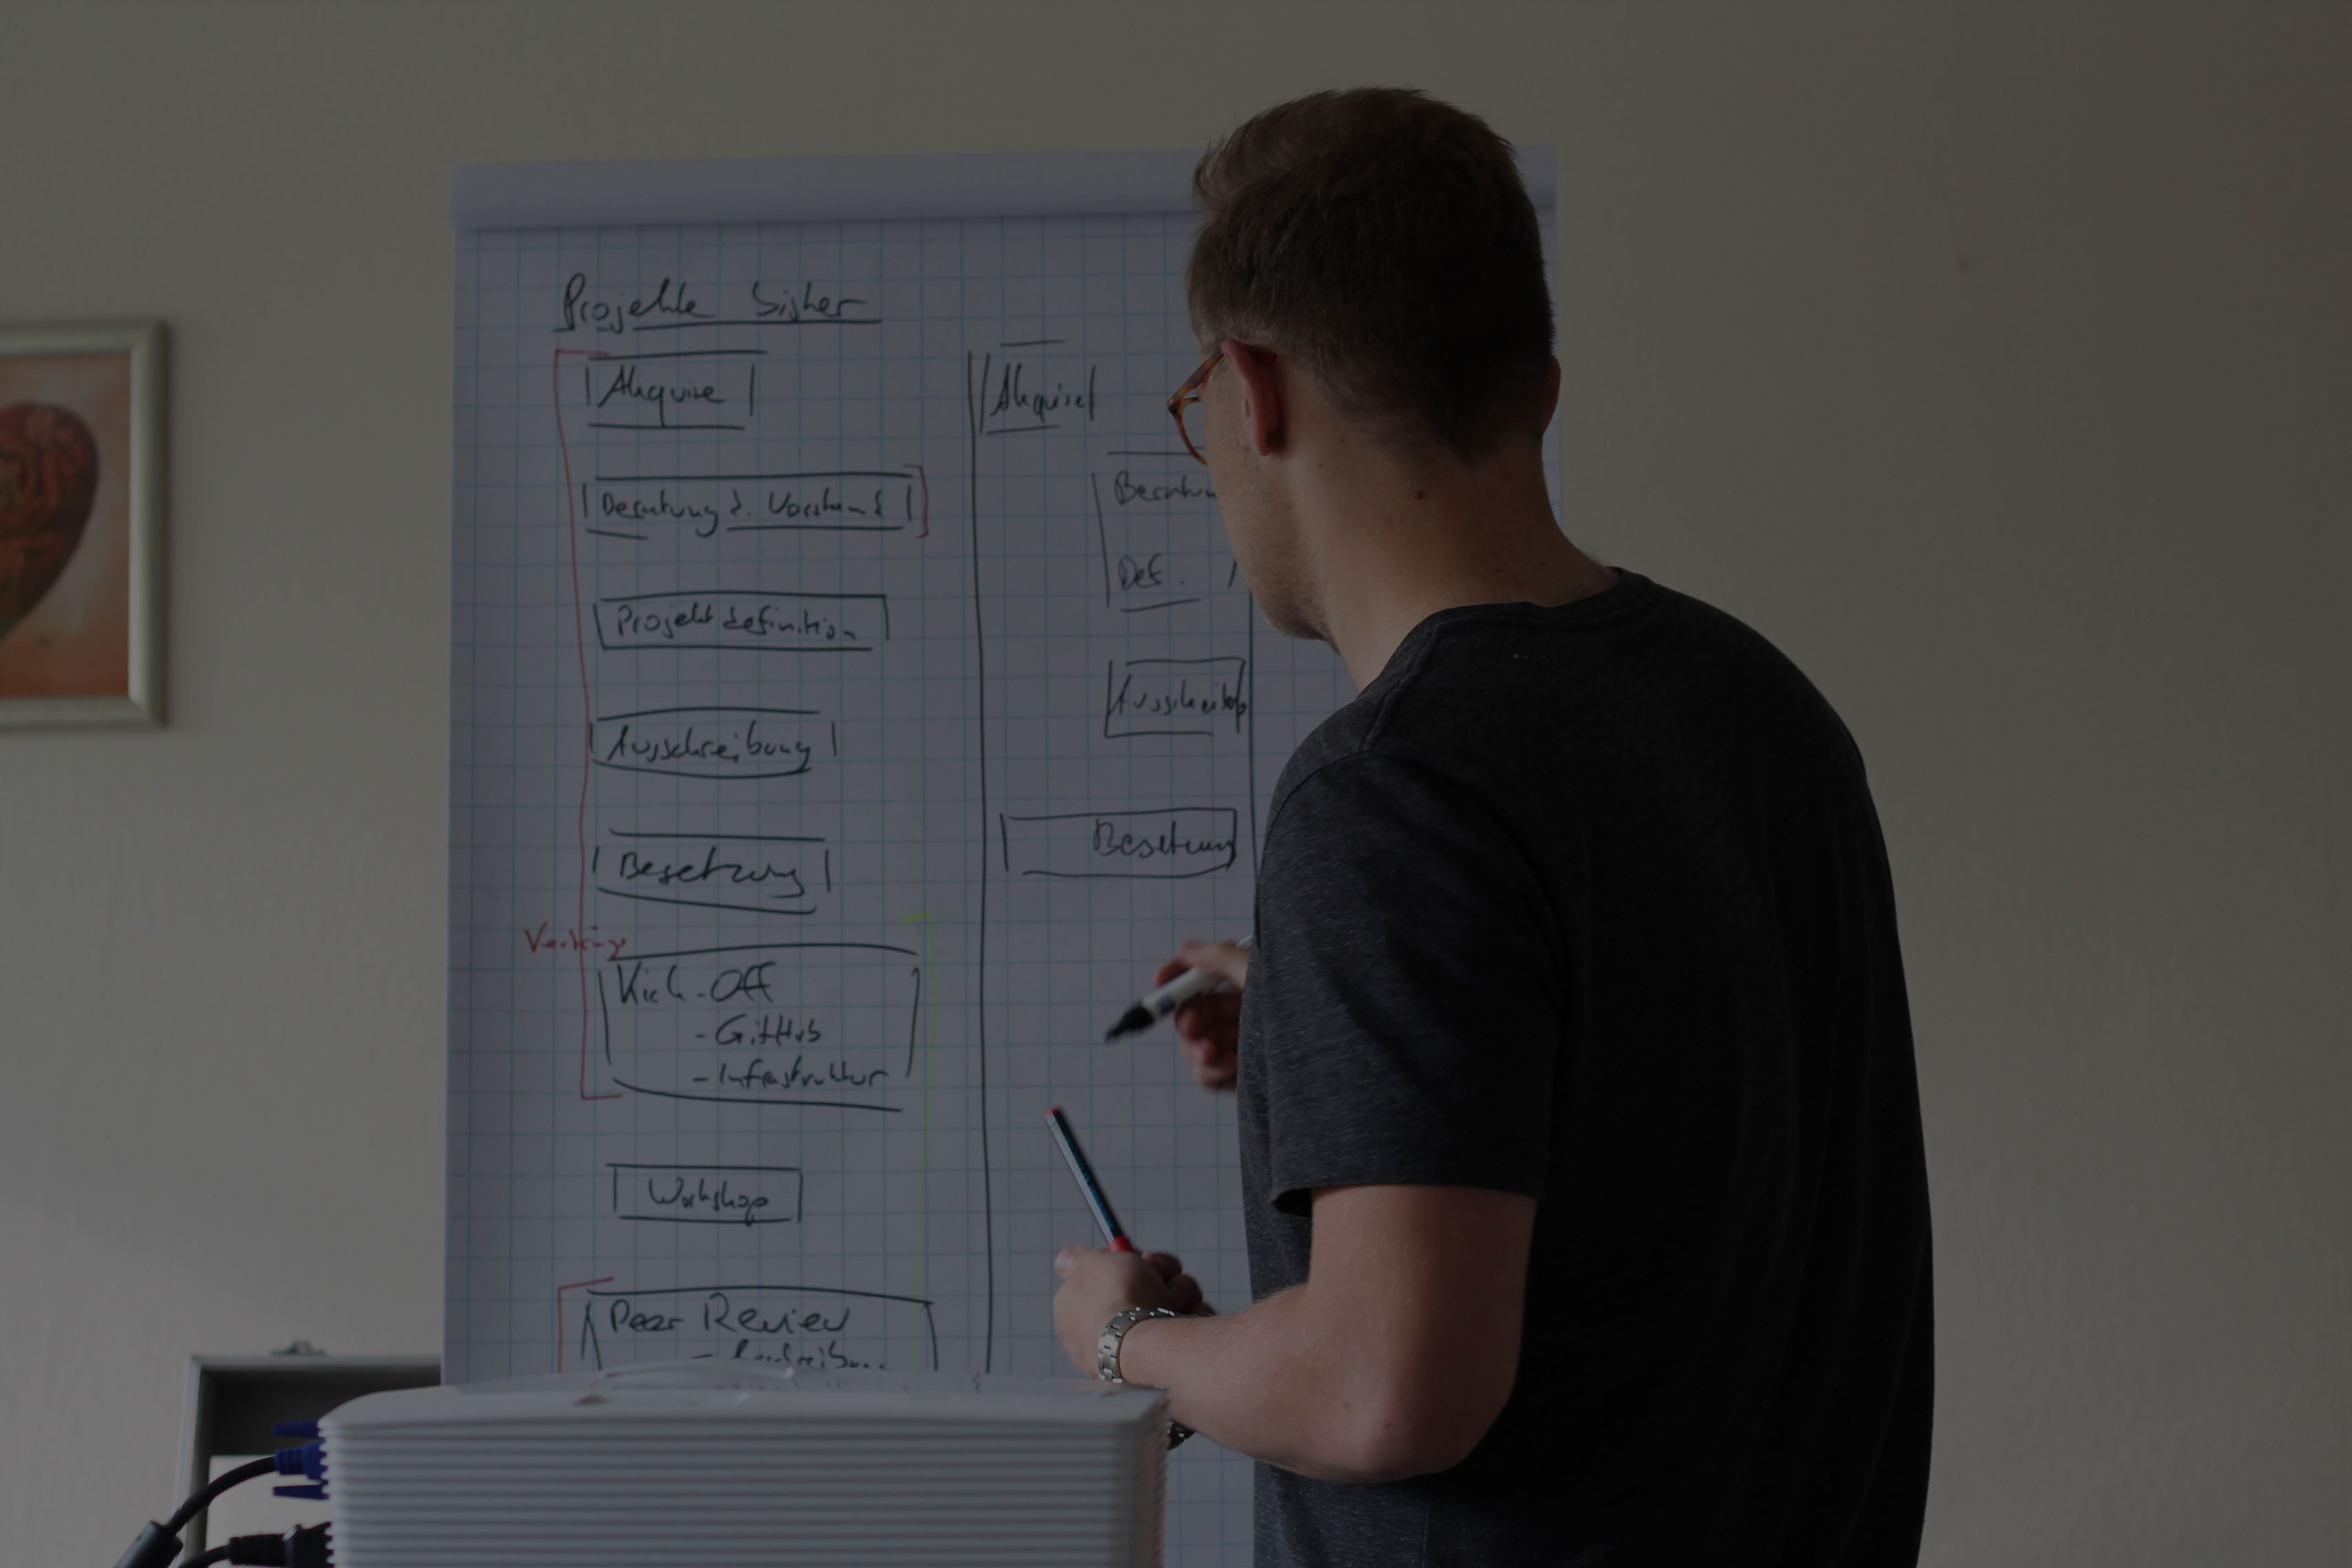 Projekte bisher
Akquise
Beratung d. Vorstand
Projektdefinition
Ausschreibung
Besetzung
Kick-Off
- GitHub
- Infrastruktur
Workshop
Peer Review
Akquise
Def.
Besetzung